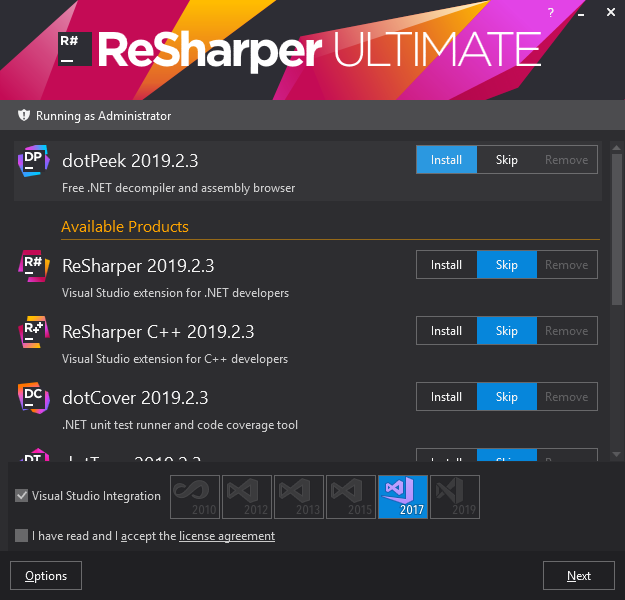 ?
R# ReSharper ULTIMATE
Running as Administrator
DP dotPeek 2019.2.3 Install Skip Remove
Free .NET decompiler and assembly browser
Available Products
R# ReSharper 2019.2.3 Install Skip Remove
Visual Studio extension for .NET developers
R++ ReSharper C++ 2019.2.3 Install Skip Remove
Visual Studio extension for C++ developers
DC dotCover 2019.2.3 Install Skip Remove
.NET unit test runner and code coverage tool
Visual Studio Integration 2010 2012 2013 2015 2017 2019
I have read and I accept the license agreement
Options Next